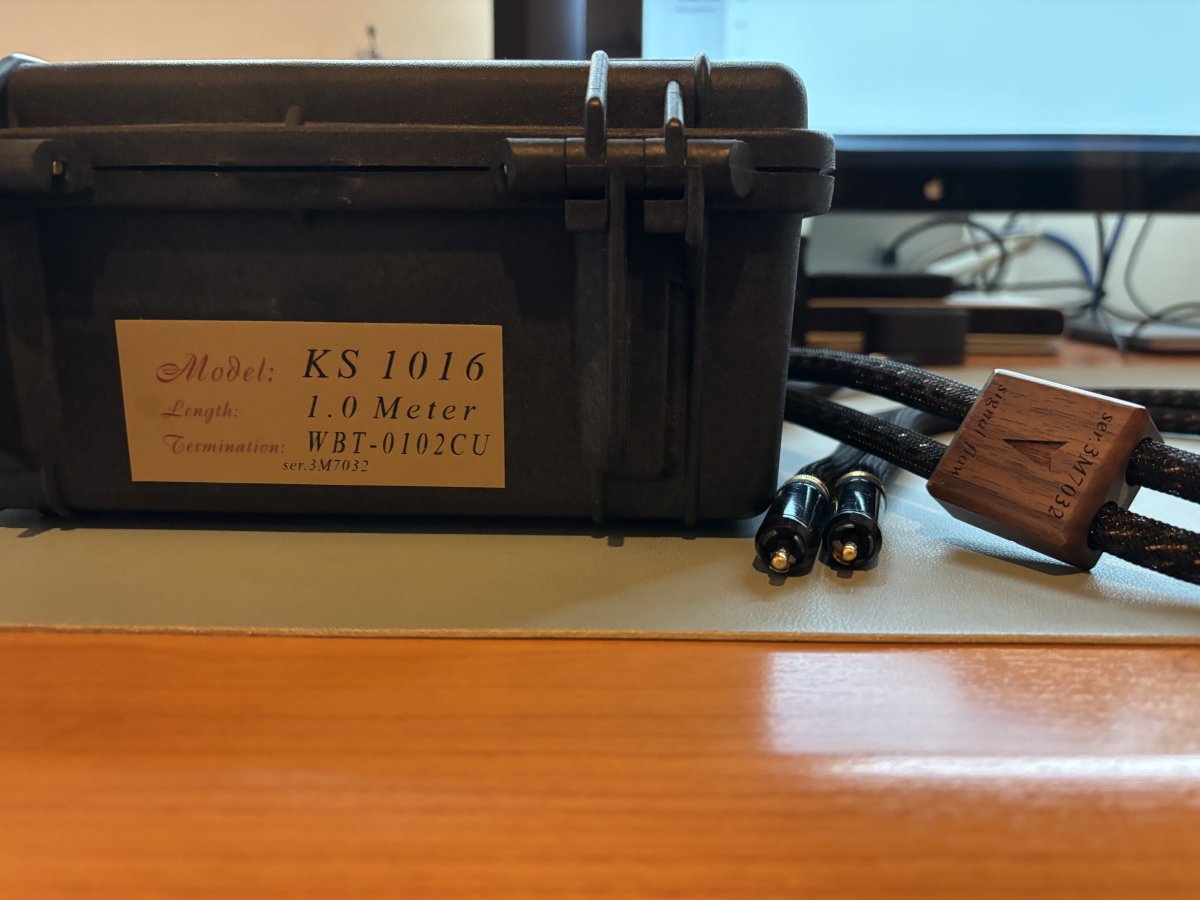 Model: KS 1016
Length: 1.0 Meter
Termination: WBT-0102CU
ser.3M7032
signal flow
ser.3M7032